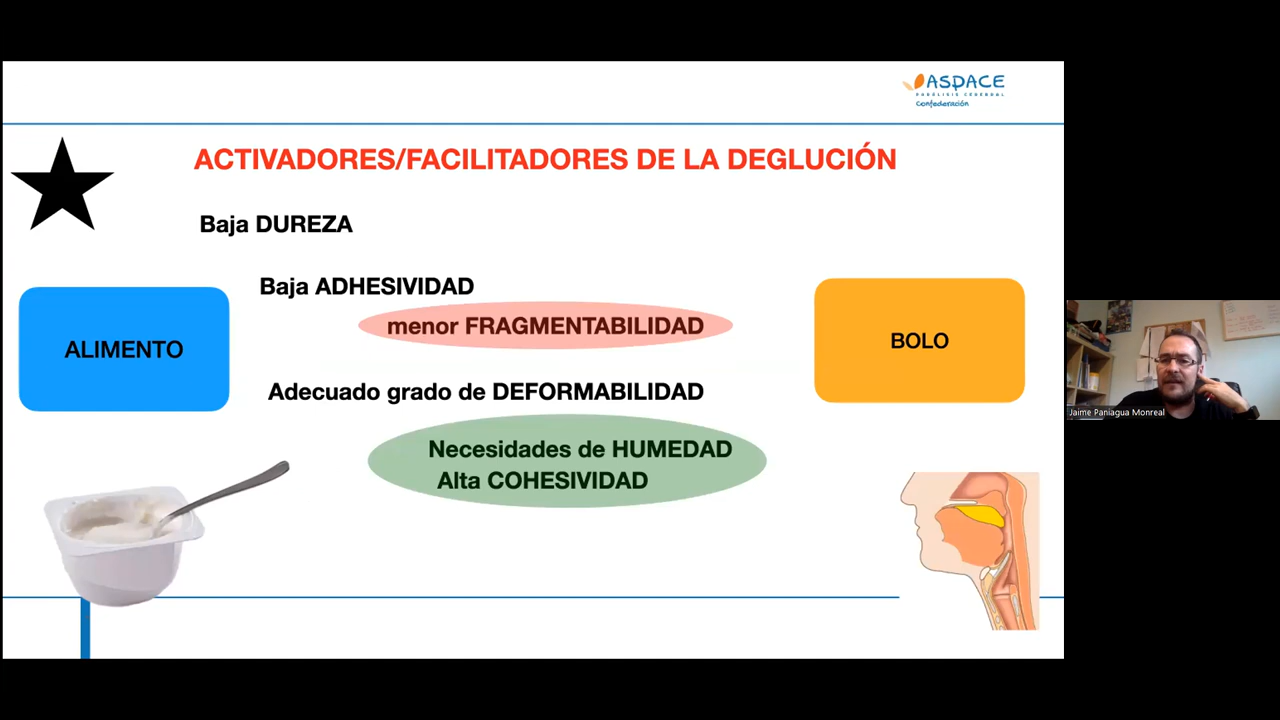 ASPACE
PARÁLISIS CEREBRAL
Confederación
ACTIVADORES/FACILITADORES DE LA DEGLUCIÓN
Baja DUREZA
Baja ADHESIVIDAD
menor FRAGMENTABILIDAD
ALIMENTO
BOLO
Adecuado grado de DEFORMABILIDAD
Necesidades de HUMEDAD
Alta COHESIVIDAD
Jaime Paniagua Monreal